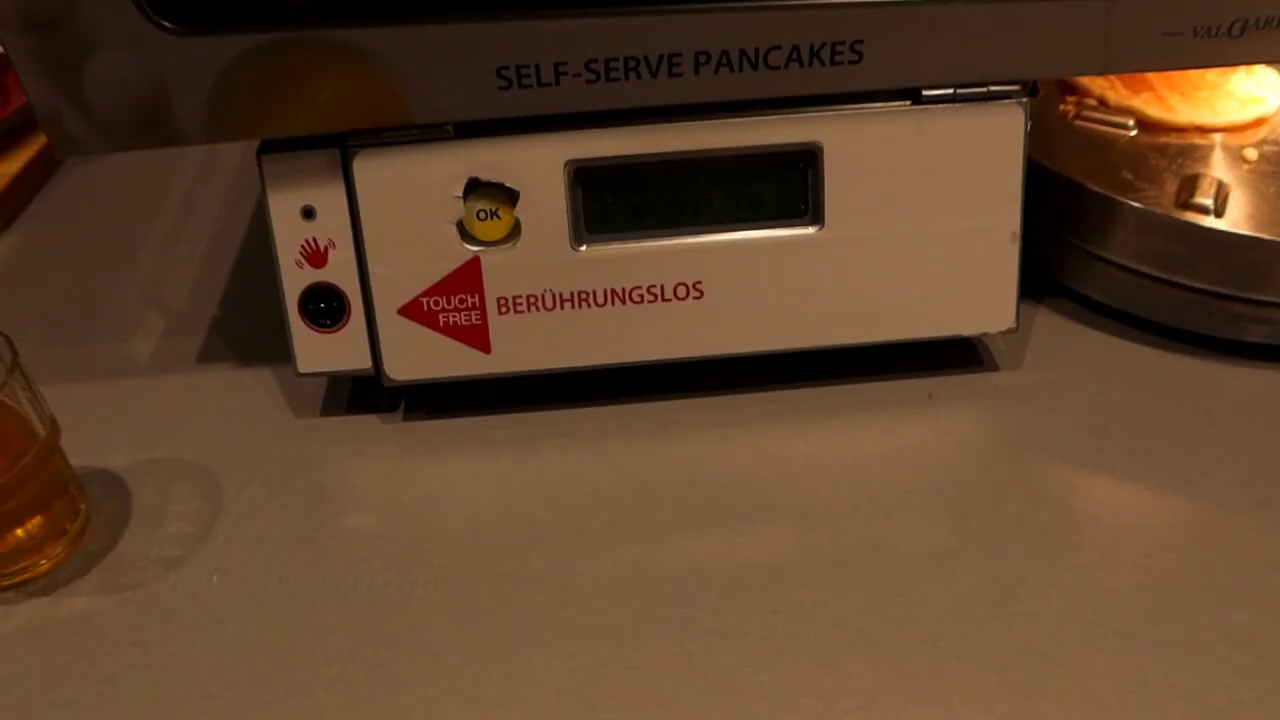 SELF-SERVE PANCAKES
OK
TOUCH
FREE
BERÜHRUNGSLOS